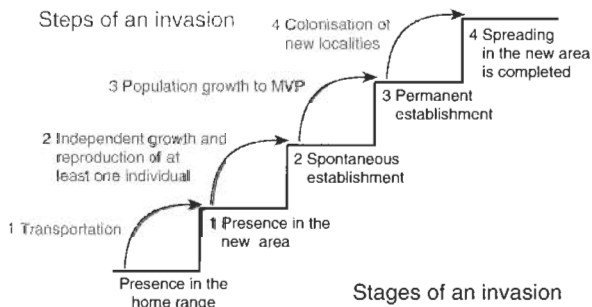 Steps of an invasion
4 Colonisation of
new localities
4 Spreading
in the new area
is completed
3 Population growth to MVP
3 Permanent
establishment
2 Independent growth and
reproduction of at
least one individual
2 Spontaneous
establishment
1 Transportation
1 Presence in the
new area
Presence in the
home range
Stages of an invasion